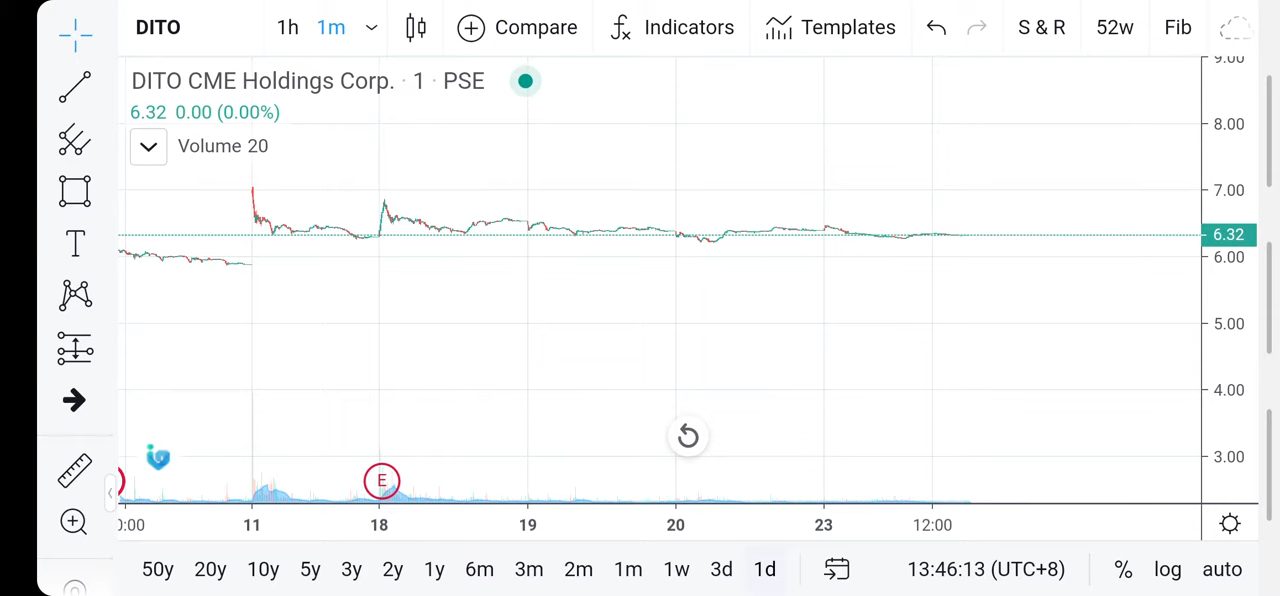 DITO 1h 1m Compare Indicators Templates S & R 52w Fib
DITO CME Holdings Corp. · 1 · PSE
6.32 0.00 (0.00%)
Volume 20
9.00
8.00
7.00
6.32
6.00
5.00
4.00
3.00
E
0:00 11 18 19 20 23 12:00
50y 20y 10y 5y 3y 2y 1y 6m 3m 2m 1m 1w 3d 1d 13:46:13 (UTC+8) % log auto